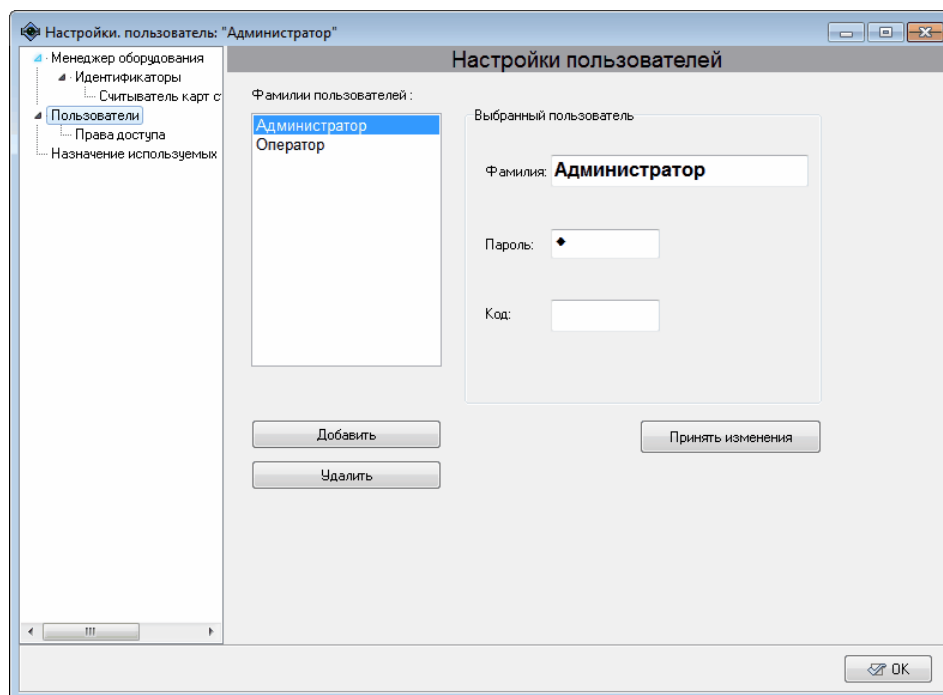 Настройки. пользователь: "Администратор"
Менеджер оборудования
Идентификаторы
Считыватель карт с
Пользователи
Права доступа
Назначение используемых
Настройки пользователей
Фамилии пользователей :
Администратор
Оператор
Выбранный пользователь
Фамилия: Администратор
Пароль:
Код:
Добавить
Принять изменения
Удалить
OK